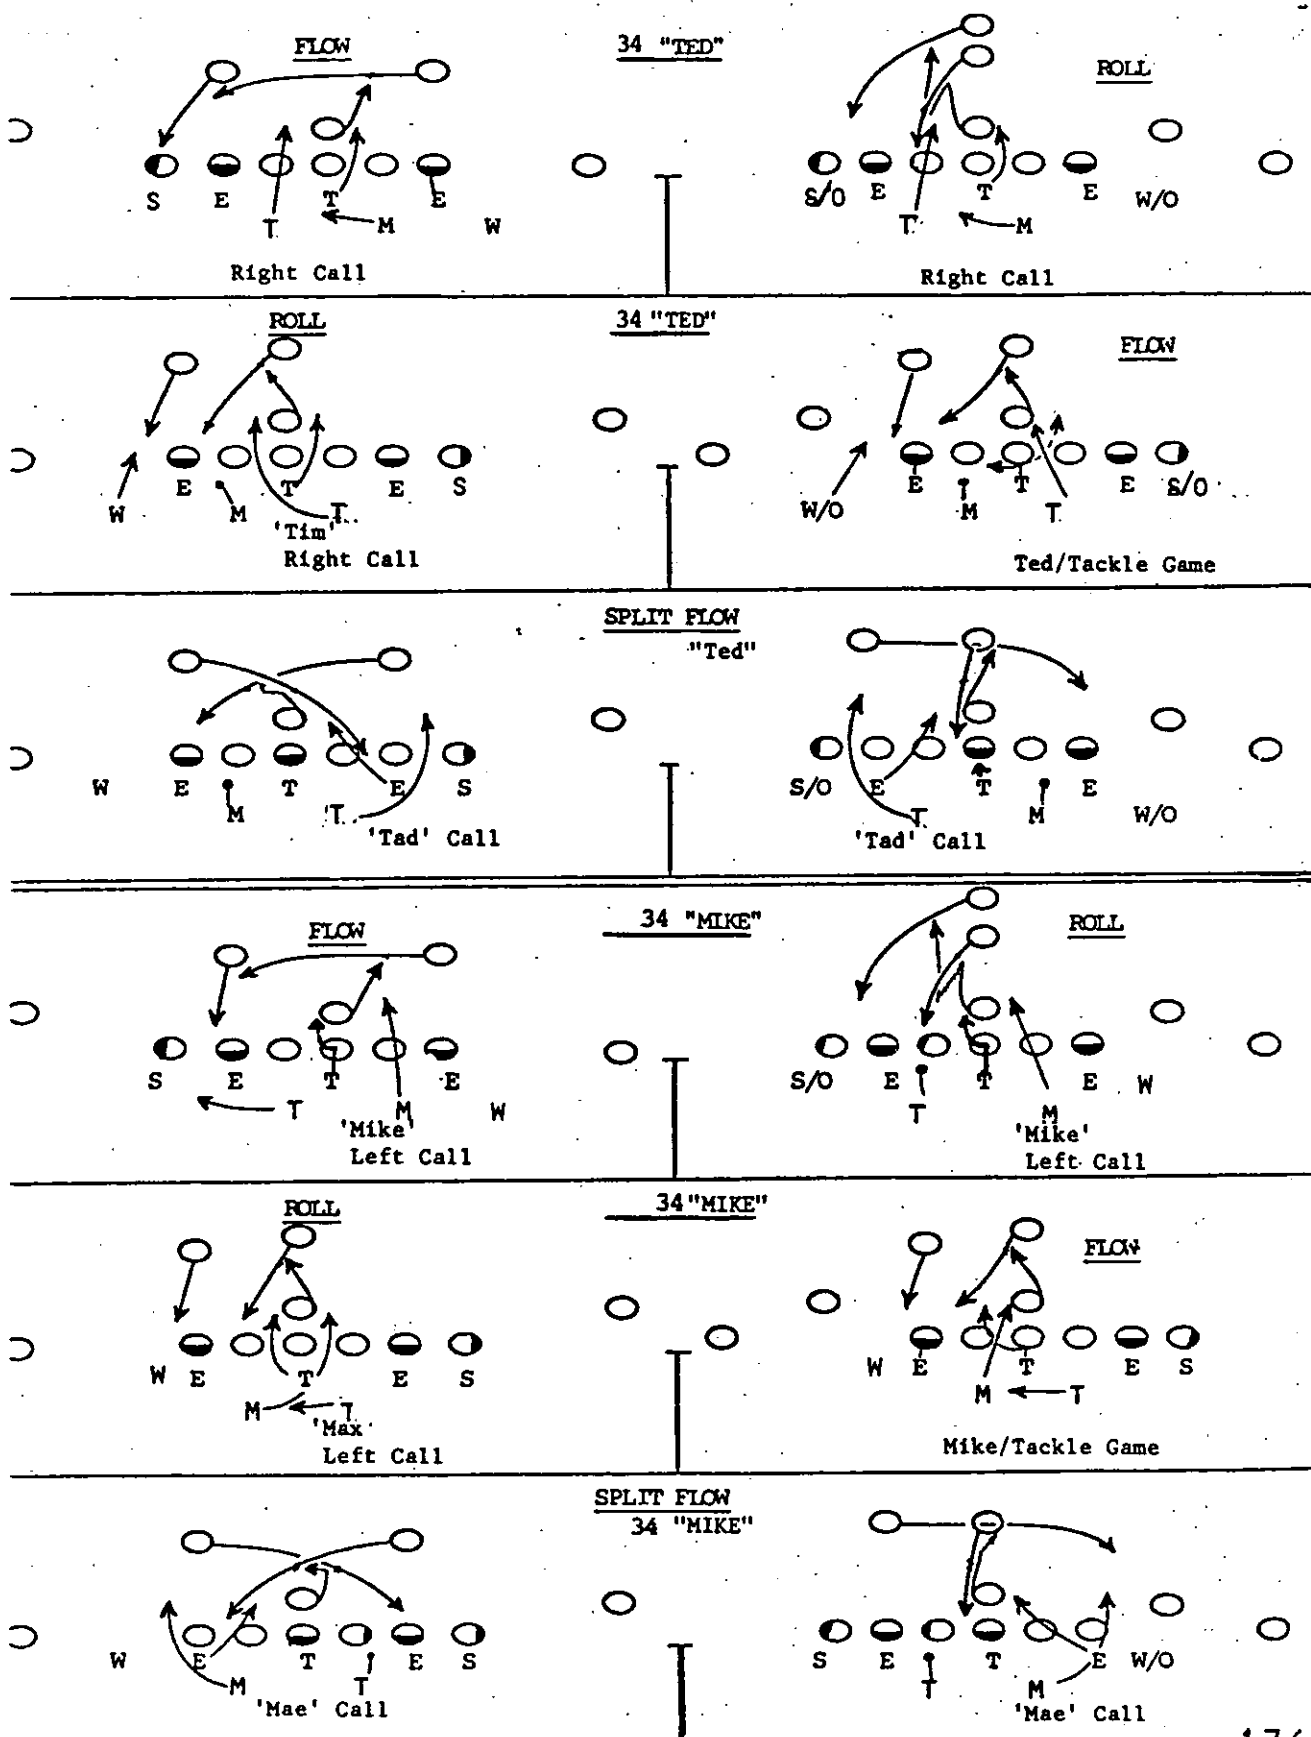 FLOW
34 "TED"
ROLL
S E T E
T M W
Right Call
S/O E T E W/O
T M
Right Call
ROLL
34 "TED"
FLOW
E T E S
W M T
'Tim'
Right Call
E T E S/O
W/O M T
Ted/Tackle Game
SPLIT FLOW
"Ted"
W E T E S
M T
'Tad' Call
S/O E T E
T M W/O
'Tad' Call
34 "MIKE"
FLOW
ROLL
S E T E
T M W
'Mike'
Left Call
S/O E T E W
T M
'Mike'
Left Call
34 "MIKE"
ROLL
FLOW
W E T E S
M T
'Max'
Left Call
W E T E S
M T
Mike/Tackle Game
SPLIT FLOW
34 "MIKE"
W E T E S
M T
'Mae' Call
S E T E W/O
T M
'Mae' Call